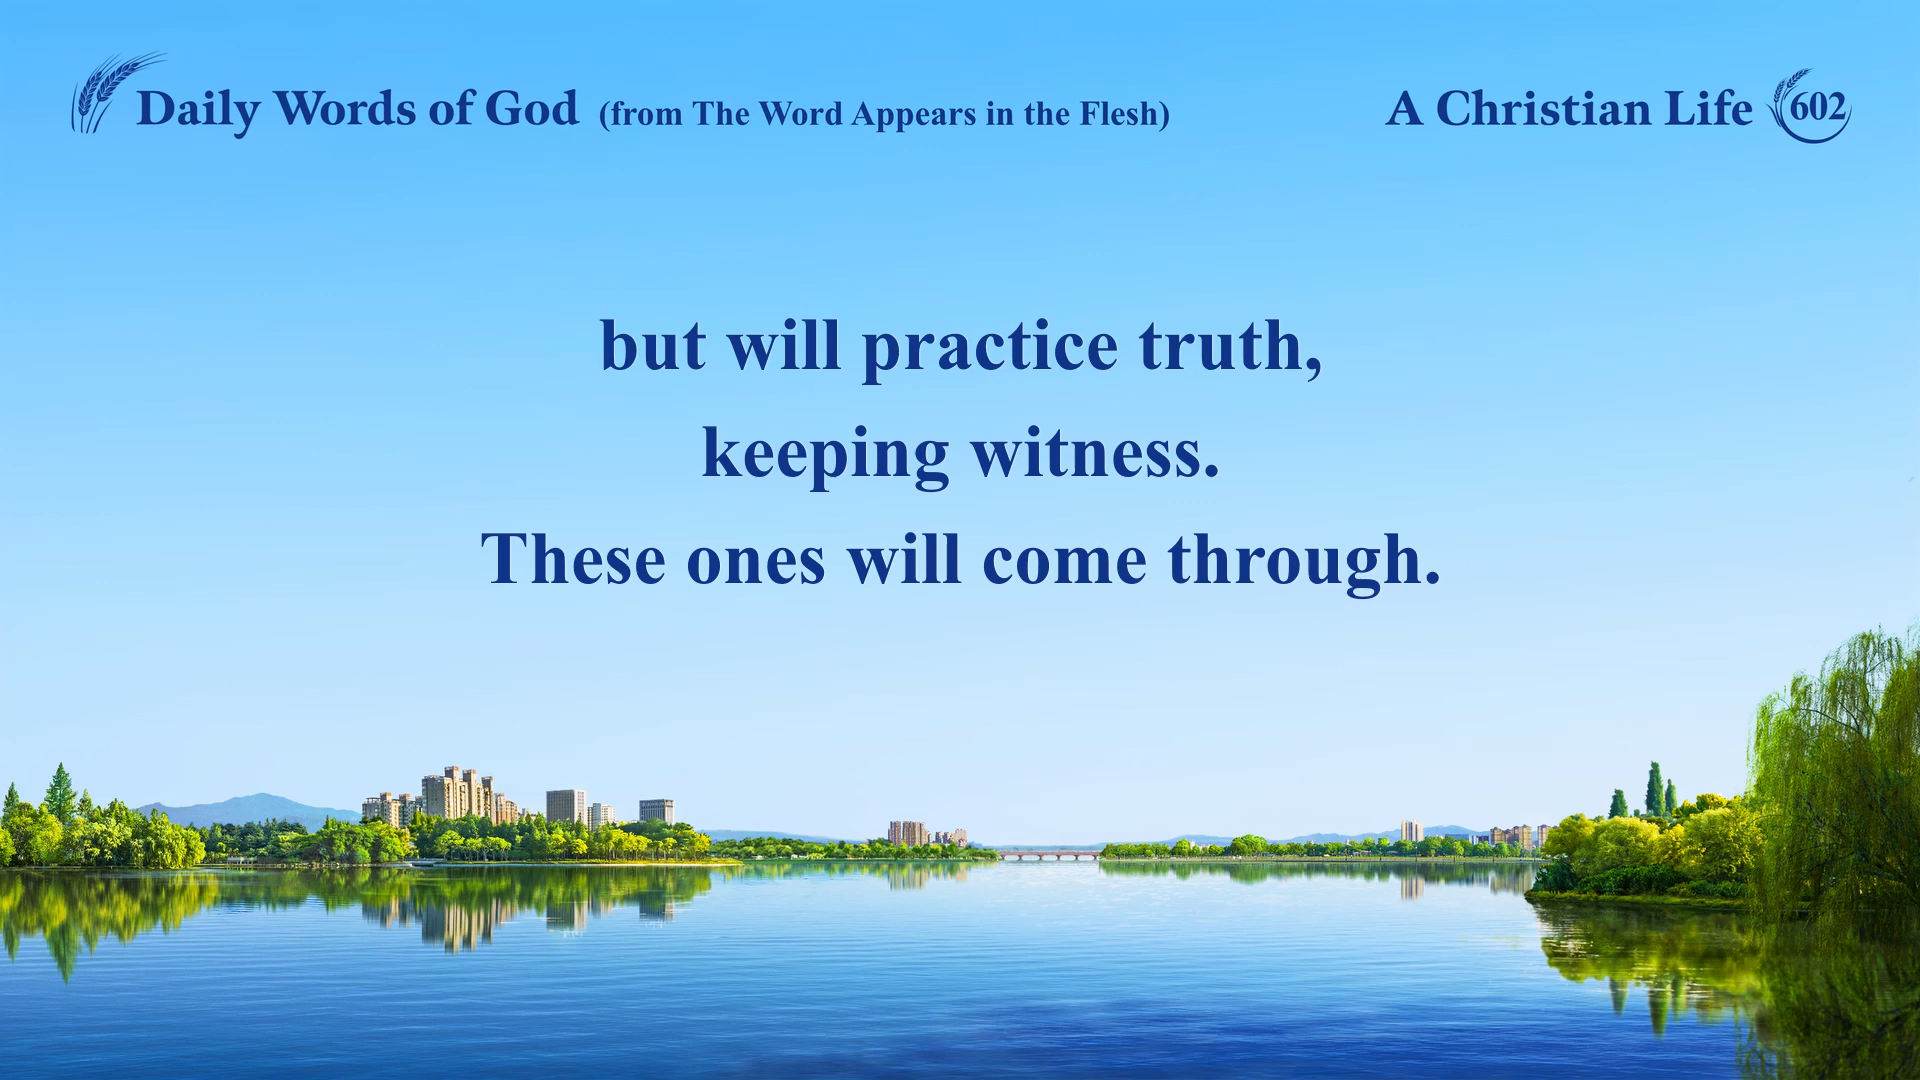 Daily Words of God (from The Word Appears in the Flesh)
A Christian Life 602
but will practice truth,
keeping witness.
These ones will come through.